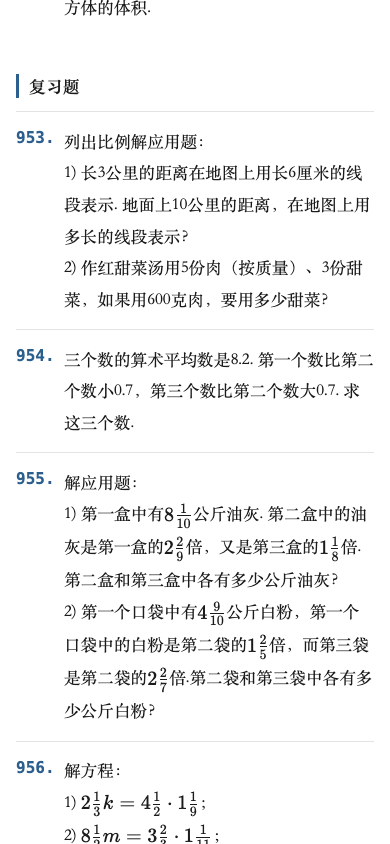 方体的体积.
复习题
953. 列出比例解应用题：
1) 长3公里的距离在地图上用长6厘米的线
段表示. 地面上10公里的距离，在地图上用
多长的线段表示?
2) 作红甜菜汤用5份肉（按质量）、3份甜
菜，如果用600克肉，要用多少甜菜?
954. 三个数的算术平均数是8.2. 第一个数比第二
个数小0.7，第三个数比第二个数大0.7. 求
这三个数.
955. 解应用题：
1) 第一盒中有8 1/10 公斤油灰. 第二盒中的油
灰是第一盒的2 2/9 倍，又是第三盒的1 1/8 倍.
第二盒和第三盒中各有多少公斤油灰?
2) 第一个口袋中有4 9/10 公斤白粉，第一个
口袋中的白粉是第二袋的1 2/5 倍，而第三袋
是第二袋的2 2/7 倍.第二袋和第三袋中各有多
少公斤白粉?
956. 解方程：
1) 2 1/3 k = 4 1/2 · 1 1/9 ;